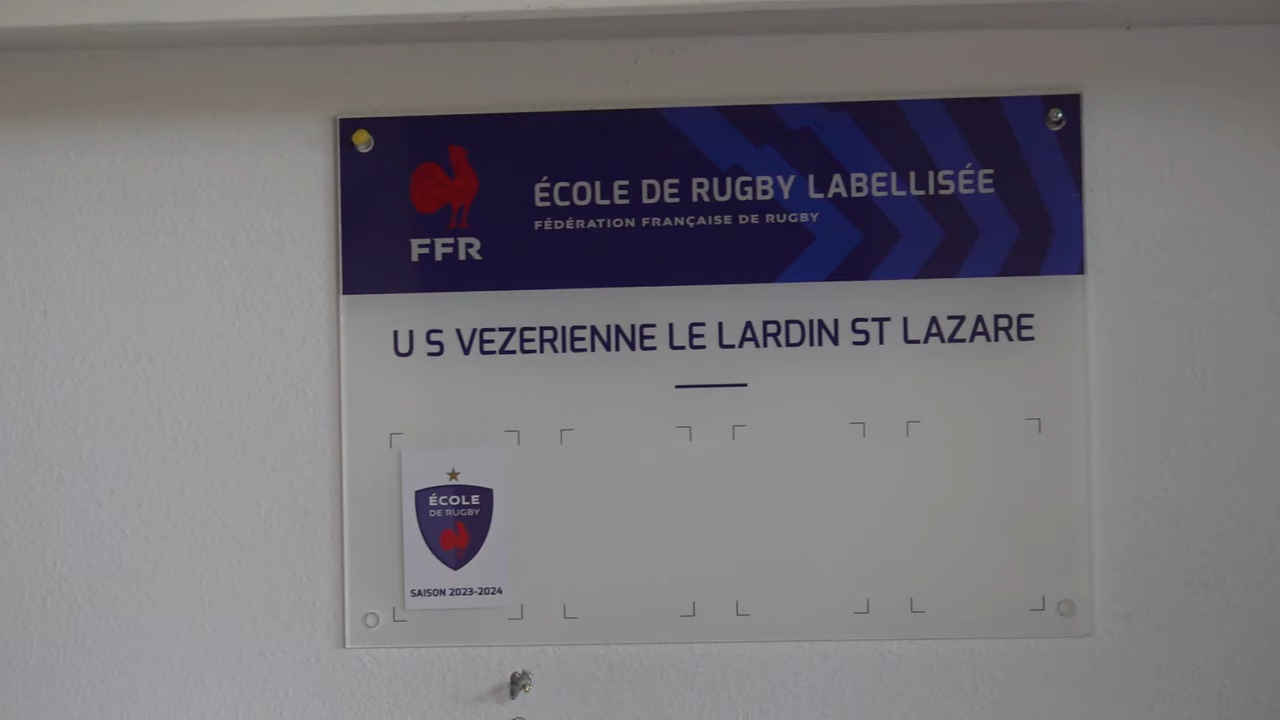 ÉCOLE DE RUGBY LABELLISÉE
FÉDÉRATION FRANÇAISE DE RUGBY
FFR
U S VEZERIENNE LE LARDIN ST LAZARE
ÉCOLE
DE RUGBY
SAISON 2023-2024